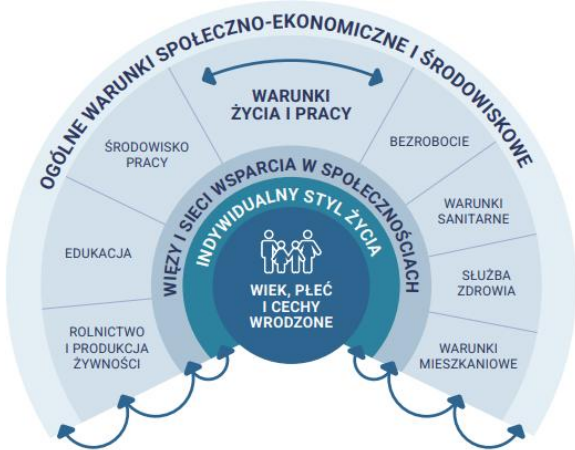 OGÓLNE WARUNKI SPOŁECZNO-EKONOMICZNE I ŚRODOWISKOWE
WARUNKI
ŻYCIA I PRACY
ŚRODOWISKO
PRACY
BEZROBOCIE
WIĘZY I SIECI WSPARCIA W SPOŁECZNOŚCIACH
INDYWIDUALNY STYL ŻYCIA
WARUNKI
SANITARNE
EDUKACJA
SŁUŻBA
ZDROWIA
WIEK, PŁEĆ
I CECHY
WRODZONE
ROLNICTWO
I PRODUKCJA
ŻYWNOŚCI
WARUNKI
MIESZKANIOWE